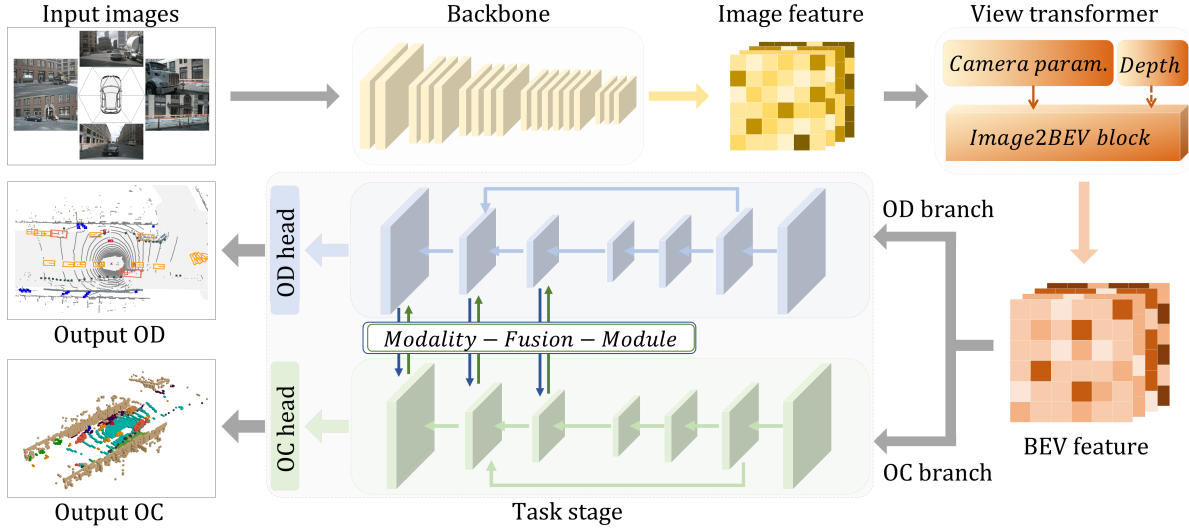 Input images
Backbone
Image feature
View transformer
Camera param.
Depth
Image2BEV block
OD branch
OD head
Output OD
Modality − Fusion − Module
OC head
OC branch
BEV feature
Output OC
Task stage